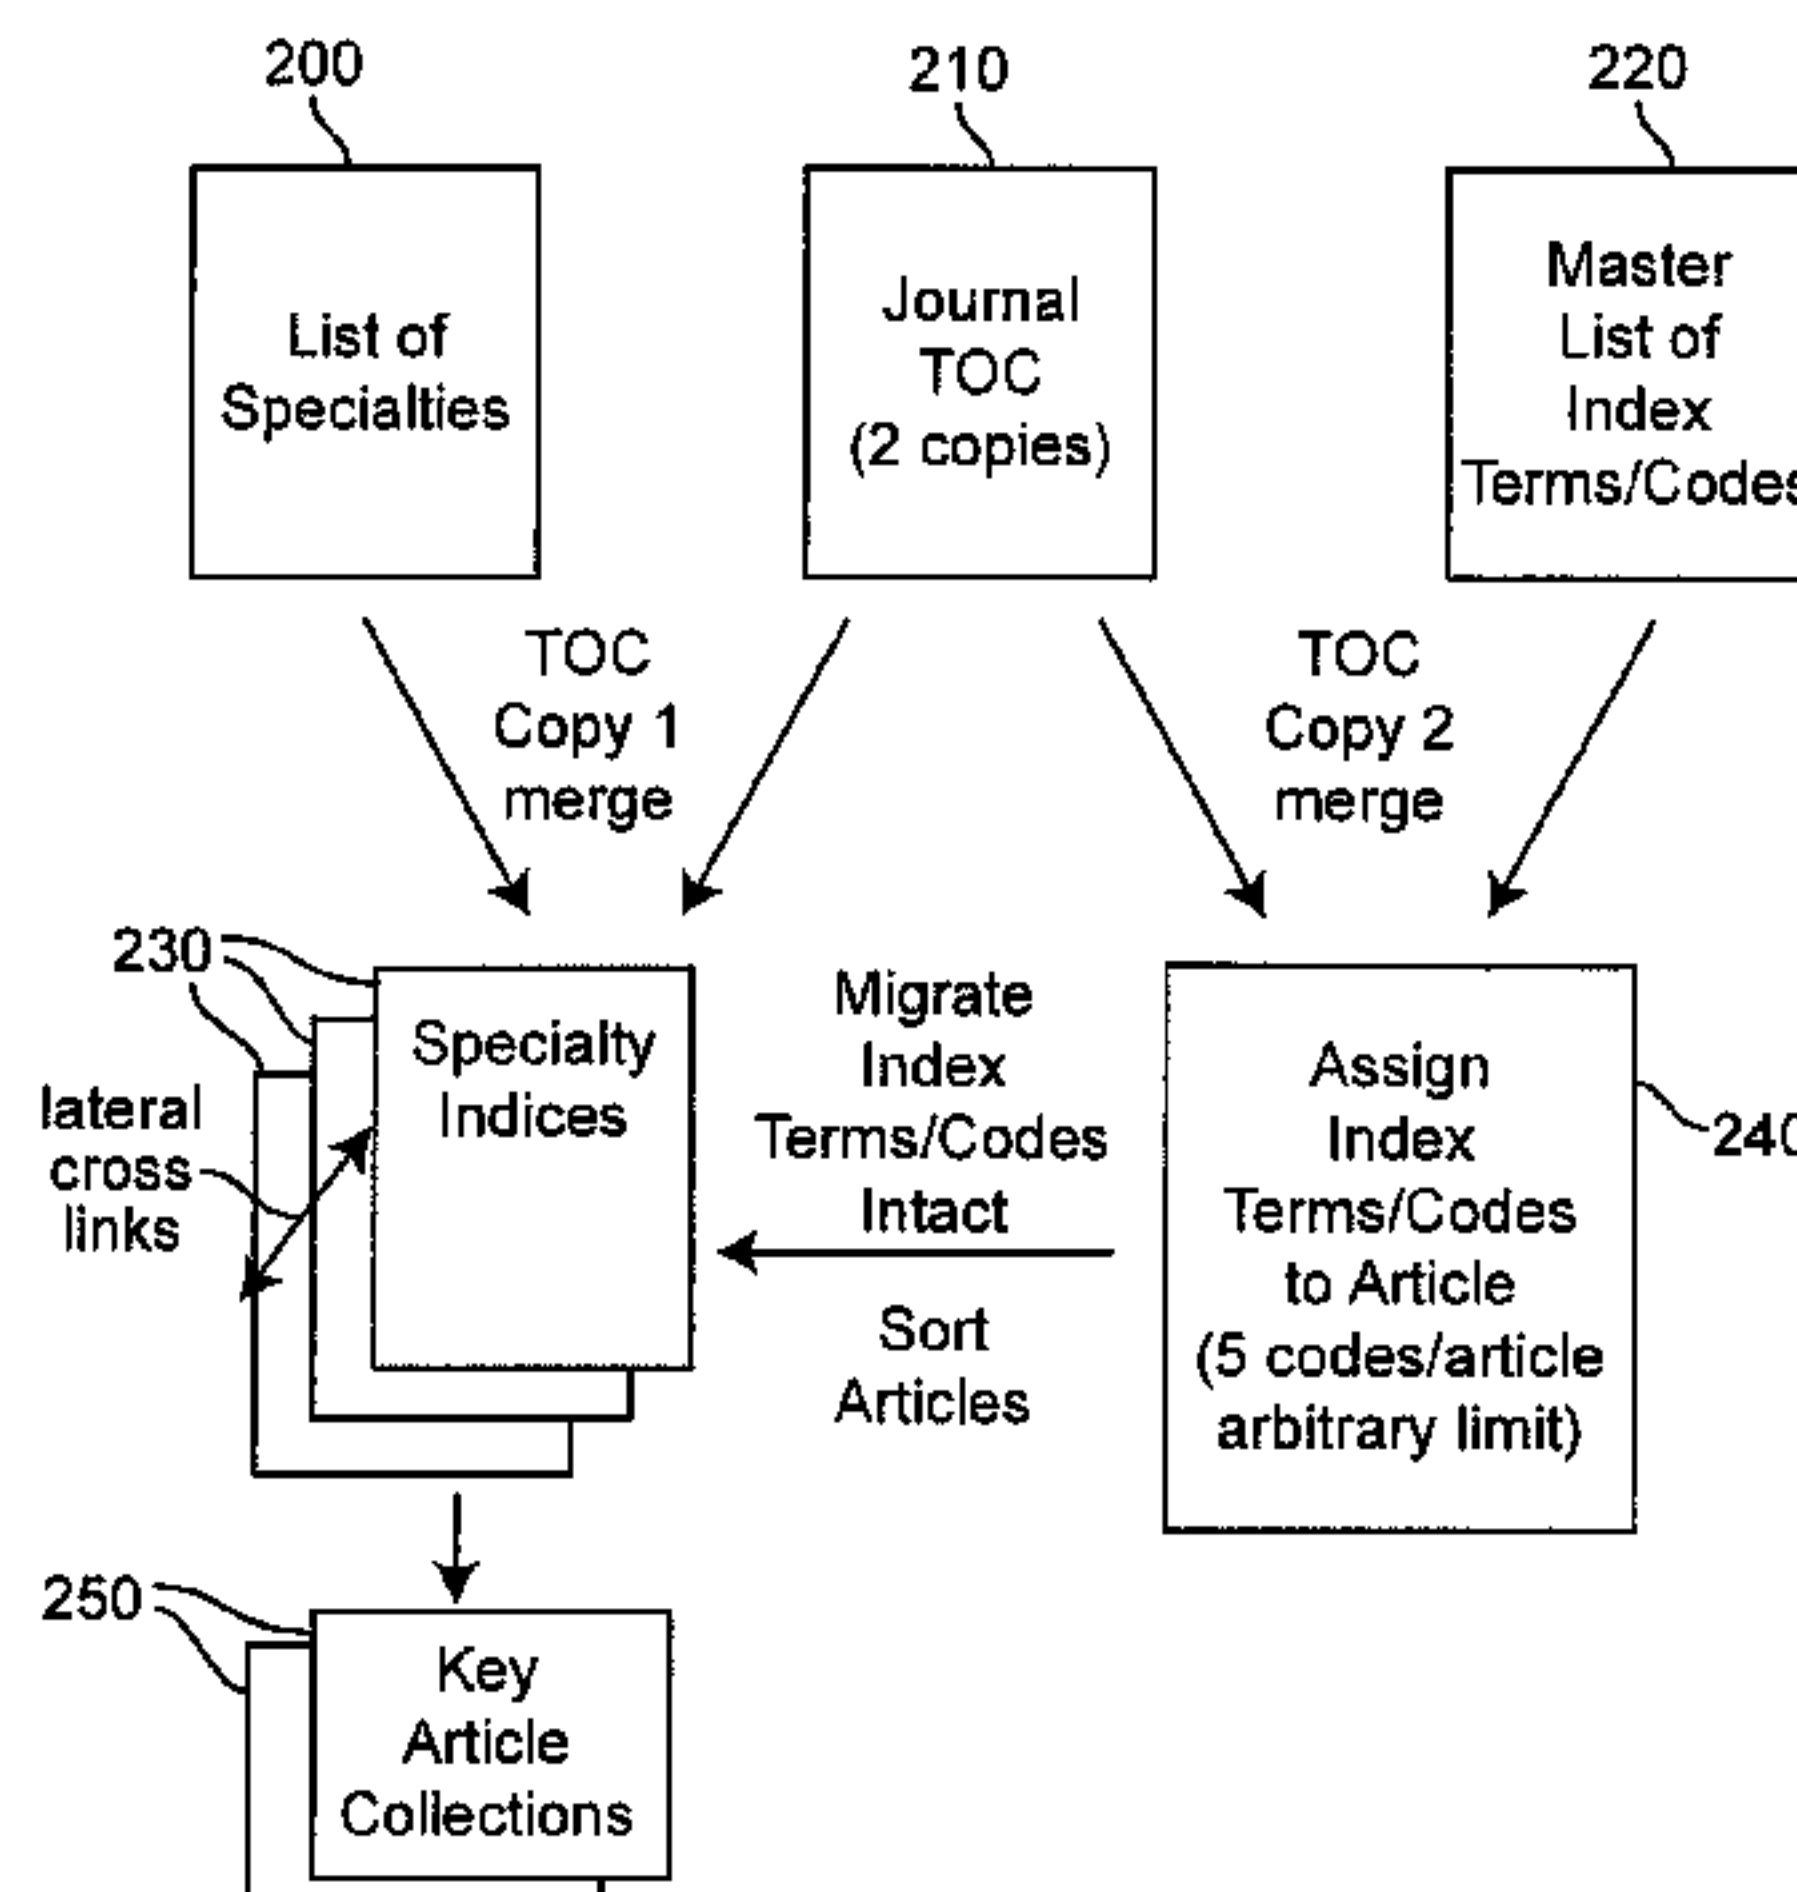 200
210
220
List of
Specialties
Journal
TOC
(2 copies)
Master
List of
Index
Terms/Codes
TOC
Copy 1
merge
TOC
Copy 2
merge
230
Specialty
Indices
lateral
cross
links
Migrate
Index
Terms/Codes
Intact
Sort
Articles
Assign
Index
Terms/Codes
to Article
(5 codes/article
arbitrary limit)
240
250
Key
Article
Collections